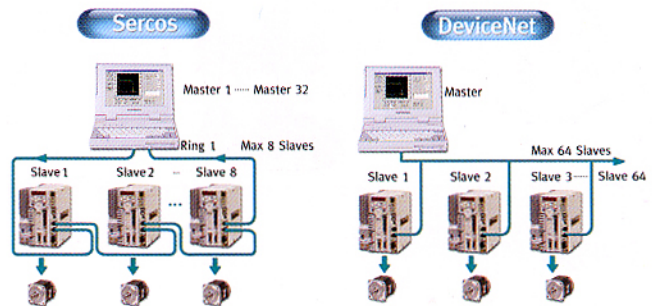 Sercos
Master 1 ····· Master 32
Ring 1
Max 8 Slaves
Slave 1
Slave 2
··
Slave 8
···
DeviceNet
Master
Max 64 Slaves
Slave 1
Slave 2
Slave 3 ·····
Slave 64